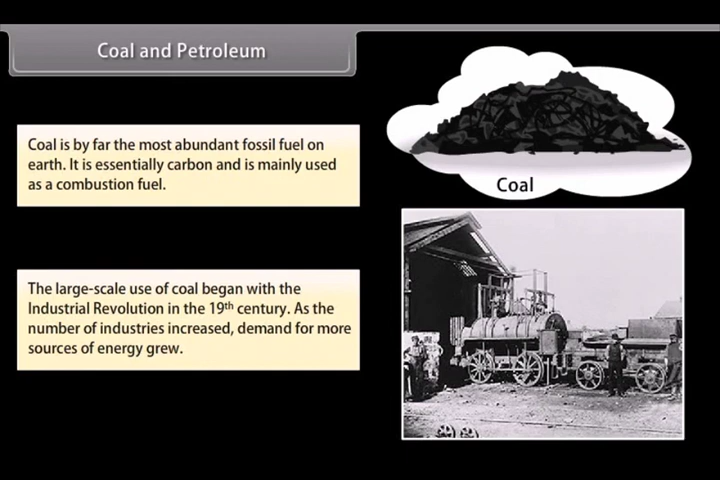 Coal and Petroleum
Coal is by far the most abundant fossil fuel on
earth. It is essentially carbon and is mainly used
as a combustion fuel.
Coal
The large-scale use of coal began with the
Industrial Revolution in the 19th century. As the
number of industries increased, demand for more
sources of energy grew.